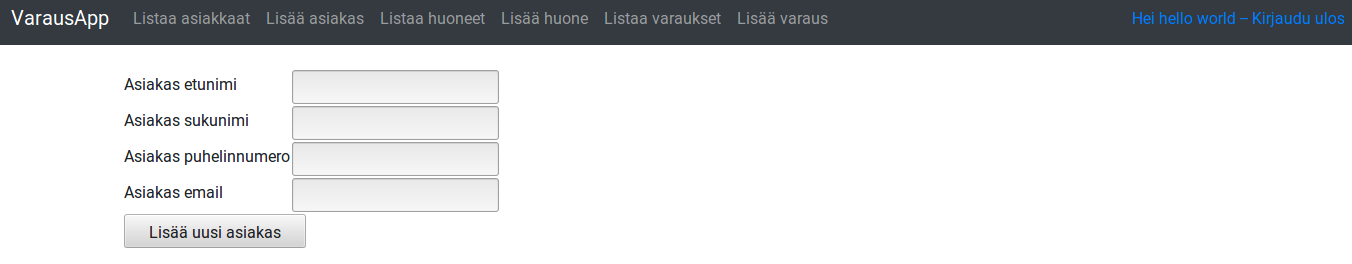 VarausApp Listaa asiakkaat Lisää asiakas Listaa huoneet Lisää huone Listaa varaukset Lisää varaus Hei hello world – Kirjaudu ulos
Asiakas etunimi
Asiakas sukunimi
Asiakas puhelinnumero
Asiakas email
Lisää uusi asiakas